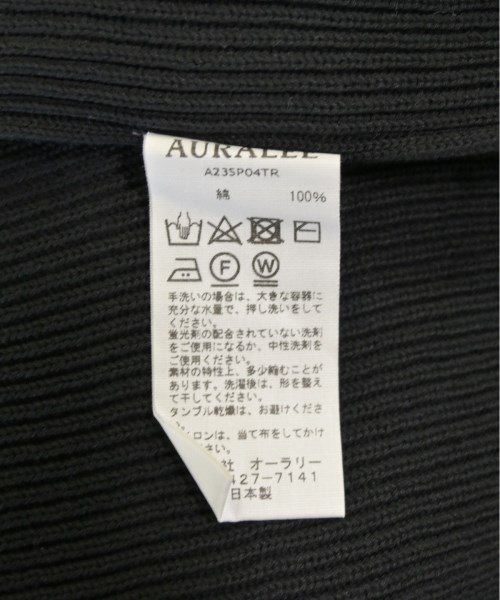 AURALEE
A23SP04TR
綿 100%
F W
手洗いの場合は、大きな容器に
充分な水量で、押し洗いをして
ください。
蛍光剤の配合されていない洗剤
をご使用になるか、中性洗剤を
ご使用ください。
素材の特性上、多少縮むことが
あります。洗濯後は、形を整え
て干してください。
タンブル乾燥は、お避けくださ
い。
ロンは、当て布をしてかけ
さい。
社 オーラリー
427-7141
日本製